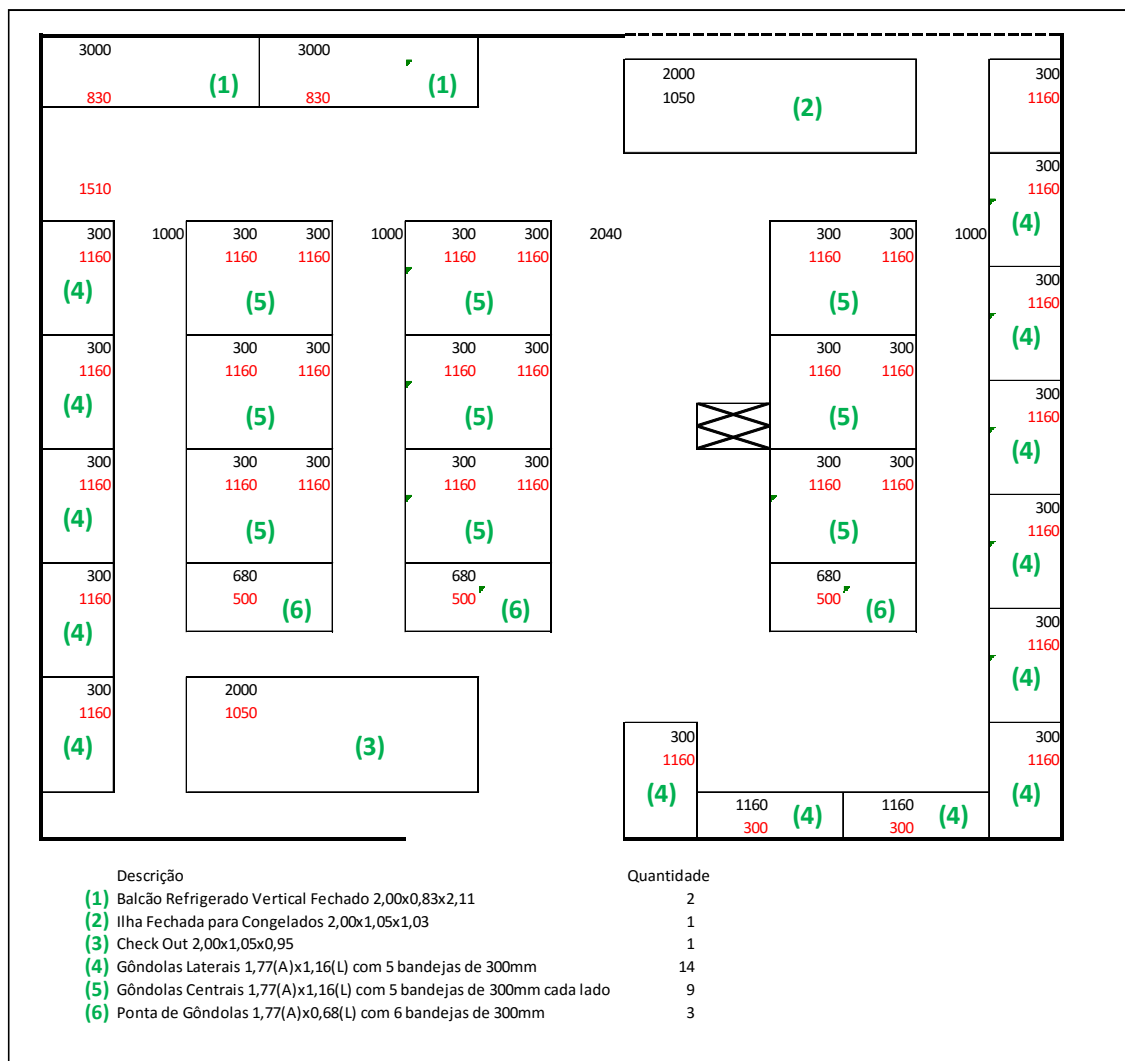 3000 3000
(1) (1)
830 830
2000 300
1050 (2) 1160
300
1510 1160
(4)
300 1000 300 300 1000 300 300 2040 300 300 1000
1160 1160 1160 1160 1160 1160 1160
(4) (5) (5) (5)
300
1160
(4)
300 300 300 300 300 300 300
1160 1160 1160 1160 1160 1160 1160
(4) (5) (5) (5)
300
1160
(4)
300 300 300 300 300 300 300
1160 1160 1160 1160 1160 1160 1160
(4) (5) (5) (5)
300
1160
(4)
300 680 680 680
1160 500 (6) 500 (6) 500 (6)
(4)
300
1160
(4)
300 2000
1160 1050
(4) (3)
300 300
1160 1160
(4) (4)
1160 (4) 1160 (4)
300 300
Descrição Quantidade
(1) Balcão Refrigerado Vertical Fechado 2,00x0,83x2,11 2
(2) Ilha Fechada para Congelados 2,00x1,05x1,03 1
(3) Check Out 2,00x1,05x0,95 1
(4) Gôndolas Laterais 1,77(A)x1,16(L) com 5 bandejas de 300mm 14
(5) Gôndolas Centrais 1,77(A)x1,16(L) com 5 bandejas de 300mm cada lado 9
(6) Ponta de Gôndolas 1,77(A)x0,68(L) com 6 bandejas de 300mm 3